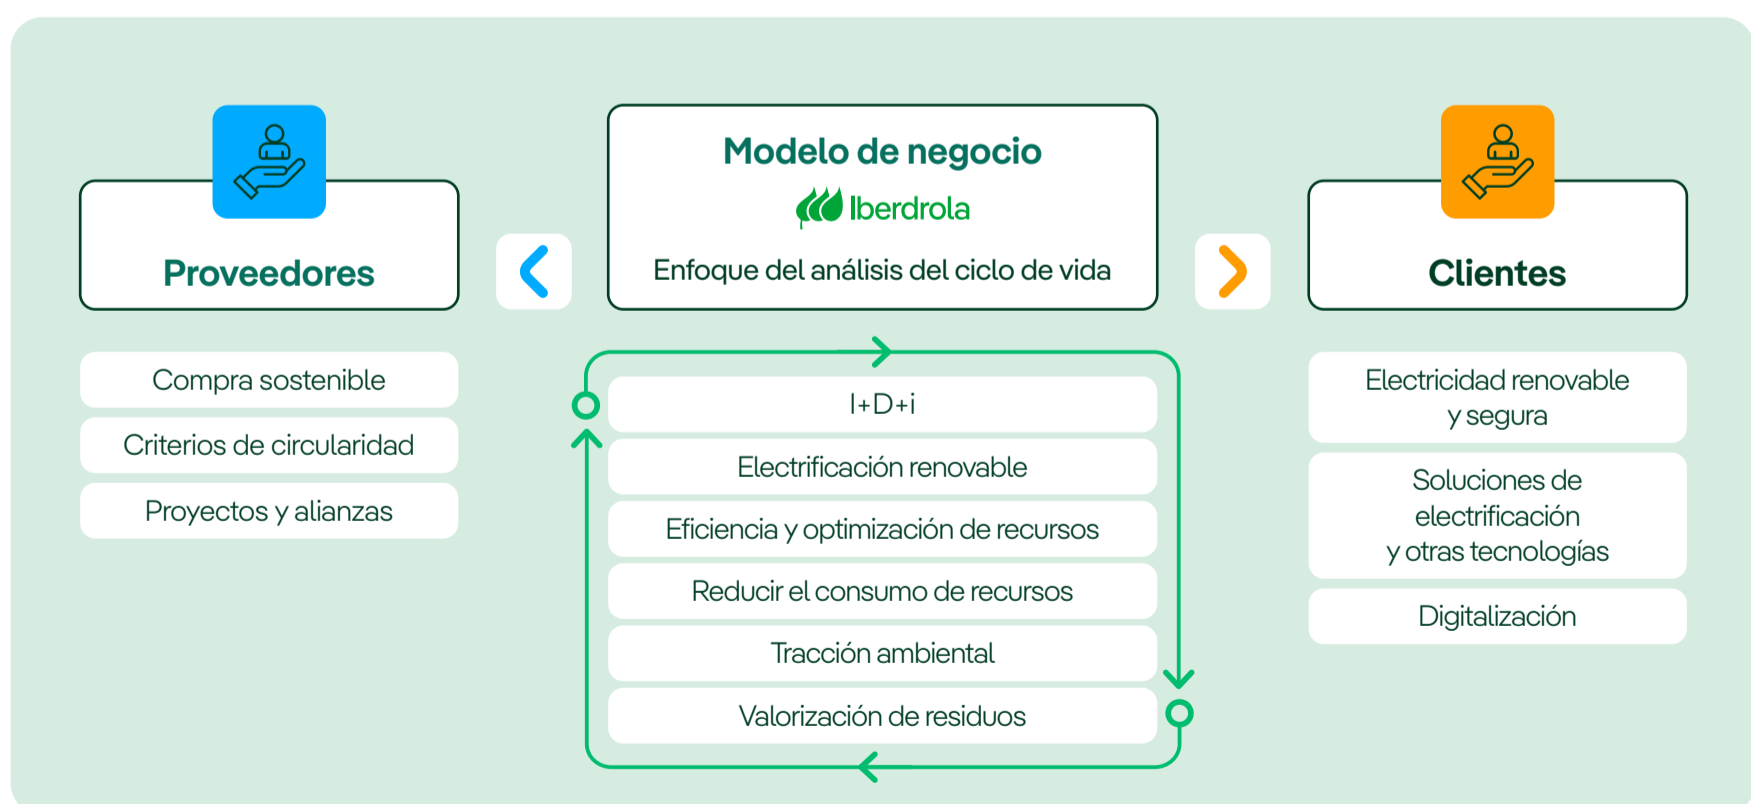 Proveedores
Compra sostenible
Criterios de circularidad
Proyectos y alianzas
Modelo de negocio
Iberdrola
Enfoque del análisis del ciclo de vida
I+D+i
Electrificación renovable
Eficiencia y optimización de recursos
Reducir el consumo de recursos
Tracción ambiental
Valorización de residuos
Clientes
Electricidad renovable
y segura
Soluciones de
electrificación
y otras tecnologías
Digitalización